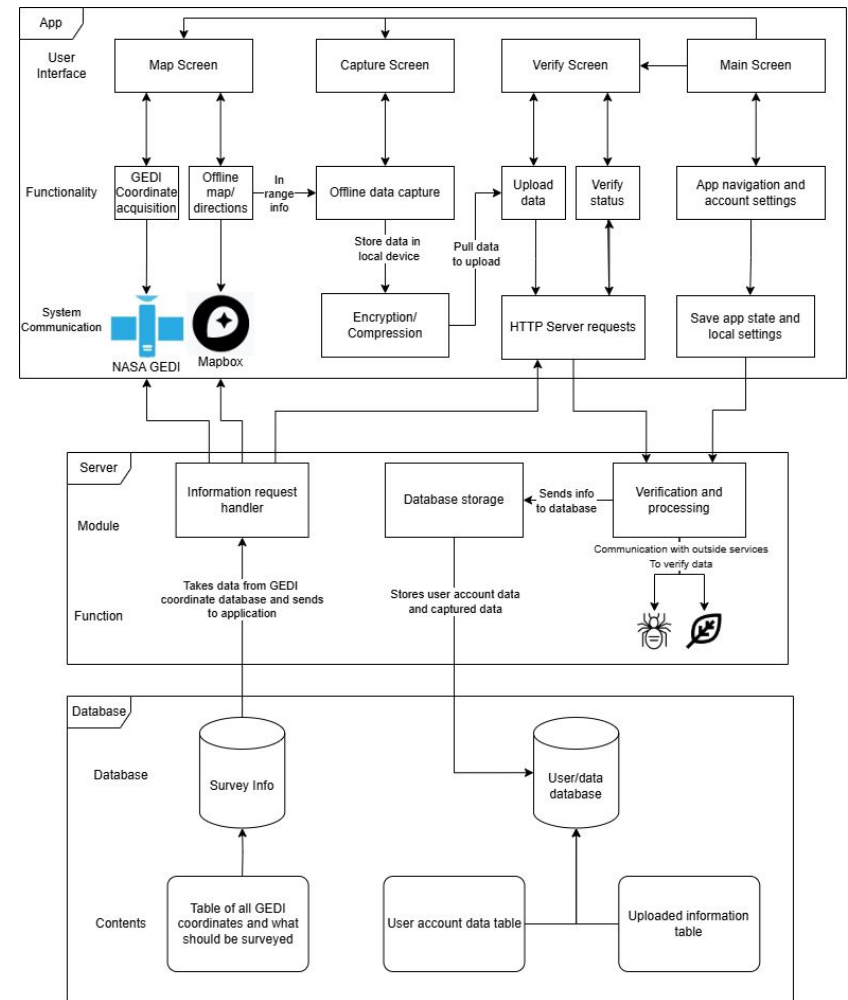 App
User
Interface
Map Screen
Capture Screen
Verify Screen
Main Screen
Functionality
GEDI
Coordinate
acquisition
Offline
map/
directions
In
range
info
Offline data capture
Upload
data
Verify
status
App navigation and
account settings
Store data in
local device
Pull data
to upload
System
Communication
NASA GEDI
Mapbox
Encryption/
Compression
HTTP Server requests
Save app state and
local settings
Server
Module
Information request
handler
Database storage
Sends info
to database
Verification and
processing
Communication with outside services
To verify data
Function
Takes data from GEDI
coordinate database and sends
to application
Stores user account data
and captured data
Database
Database
Survey Info
User/data
database
Contents
Table of all GEDI
coordinates and what
should be surveyed
User account data table
Uploaded information
table